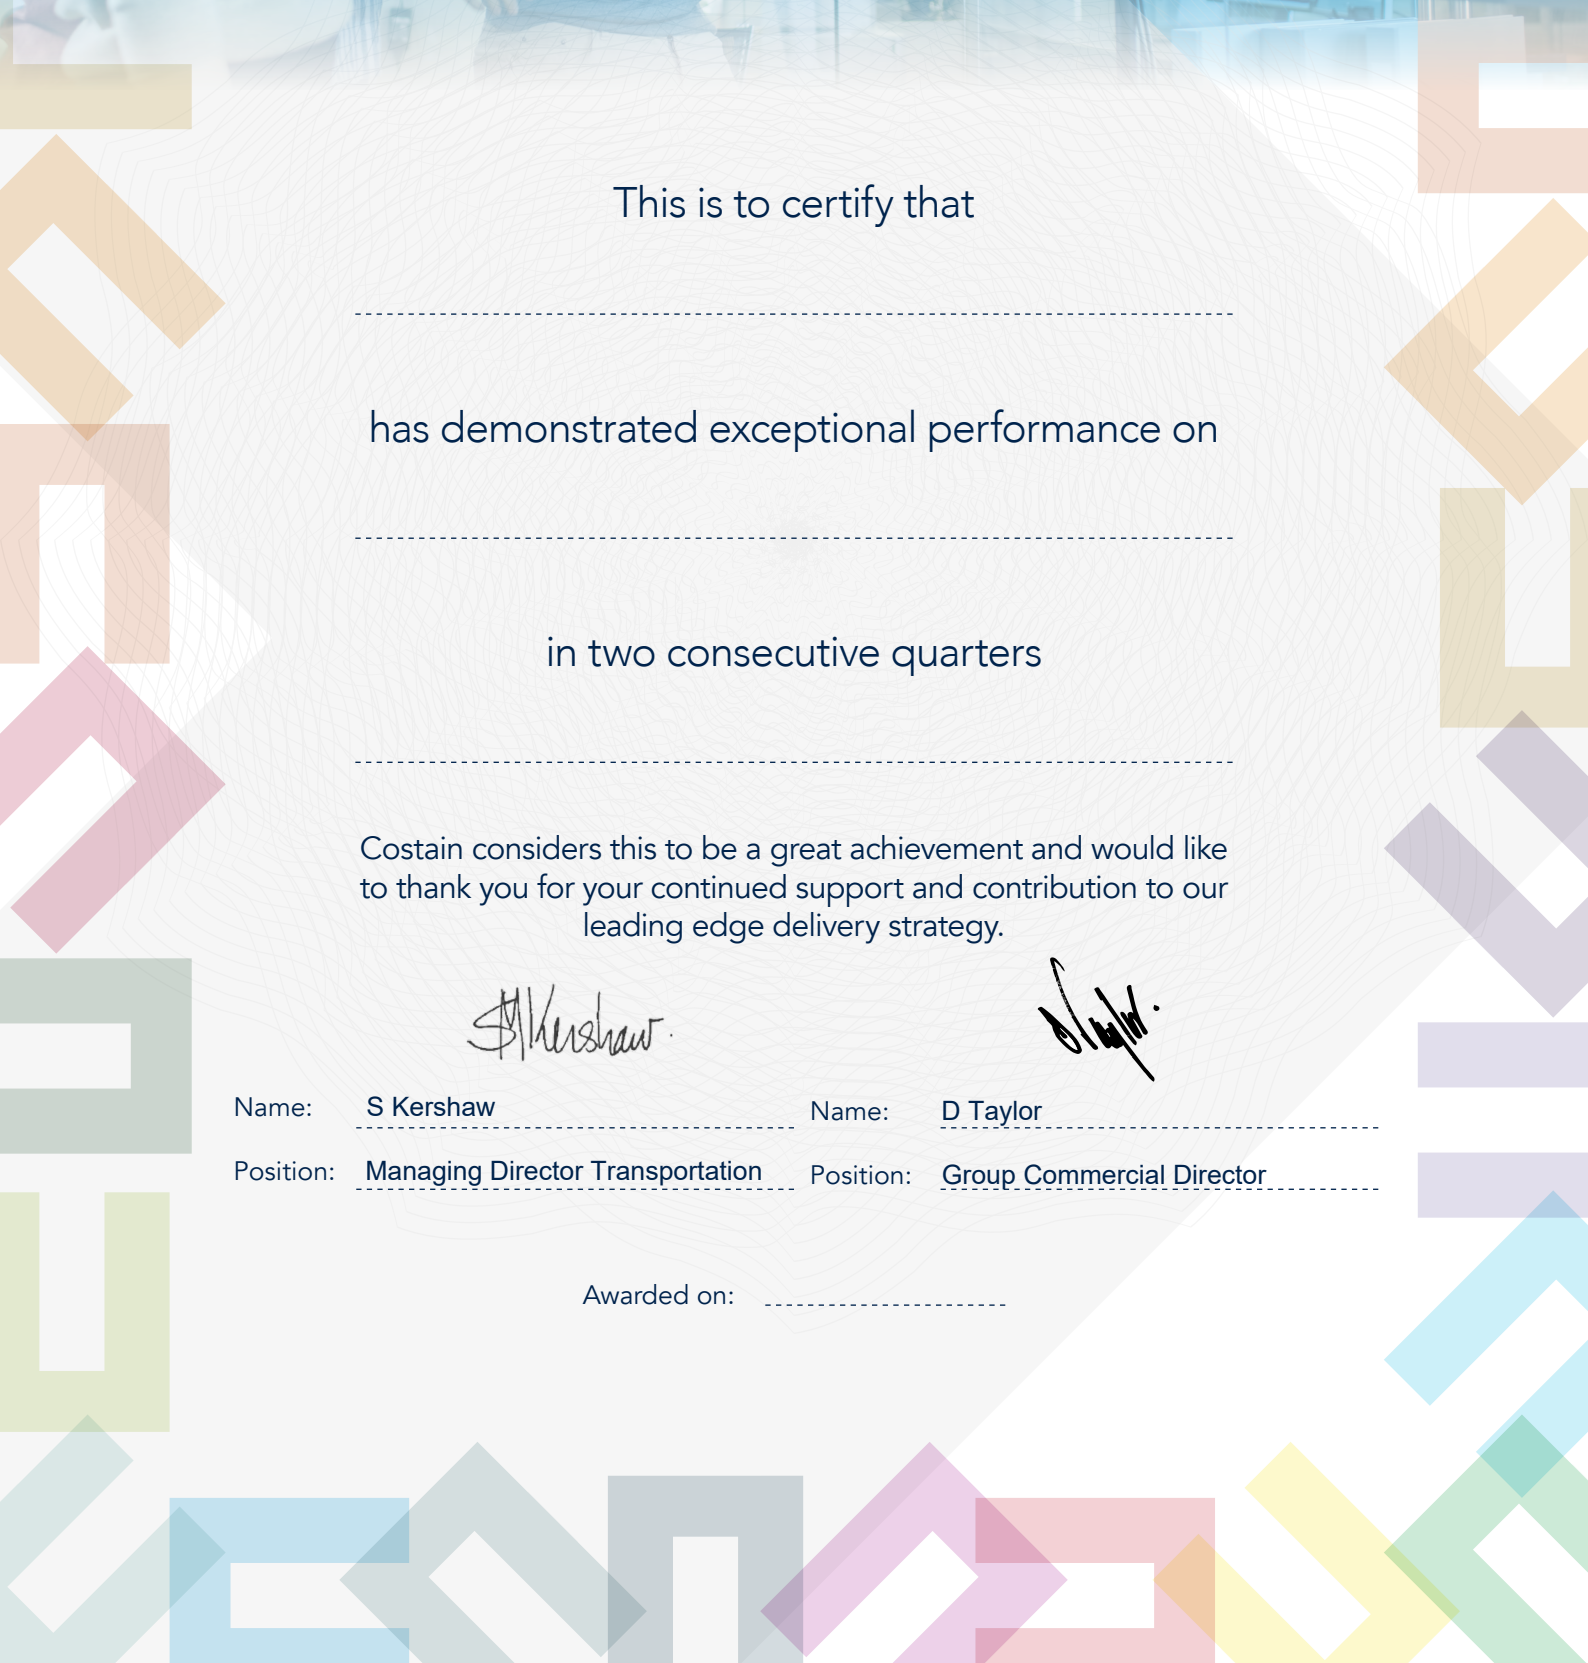 This is to certify that
has demonstrated exceptional performance on
in two consecutive quarters
Costain considers this to be a great achievement and would like
to thank you for your continued support and contribution to our
leading edge delivery strategy.
SMKershaw.
Name: S Kershaw Name: D Taylor
Position: Managing Director Transportation Position: Group Commercial Director
Awarded on: